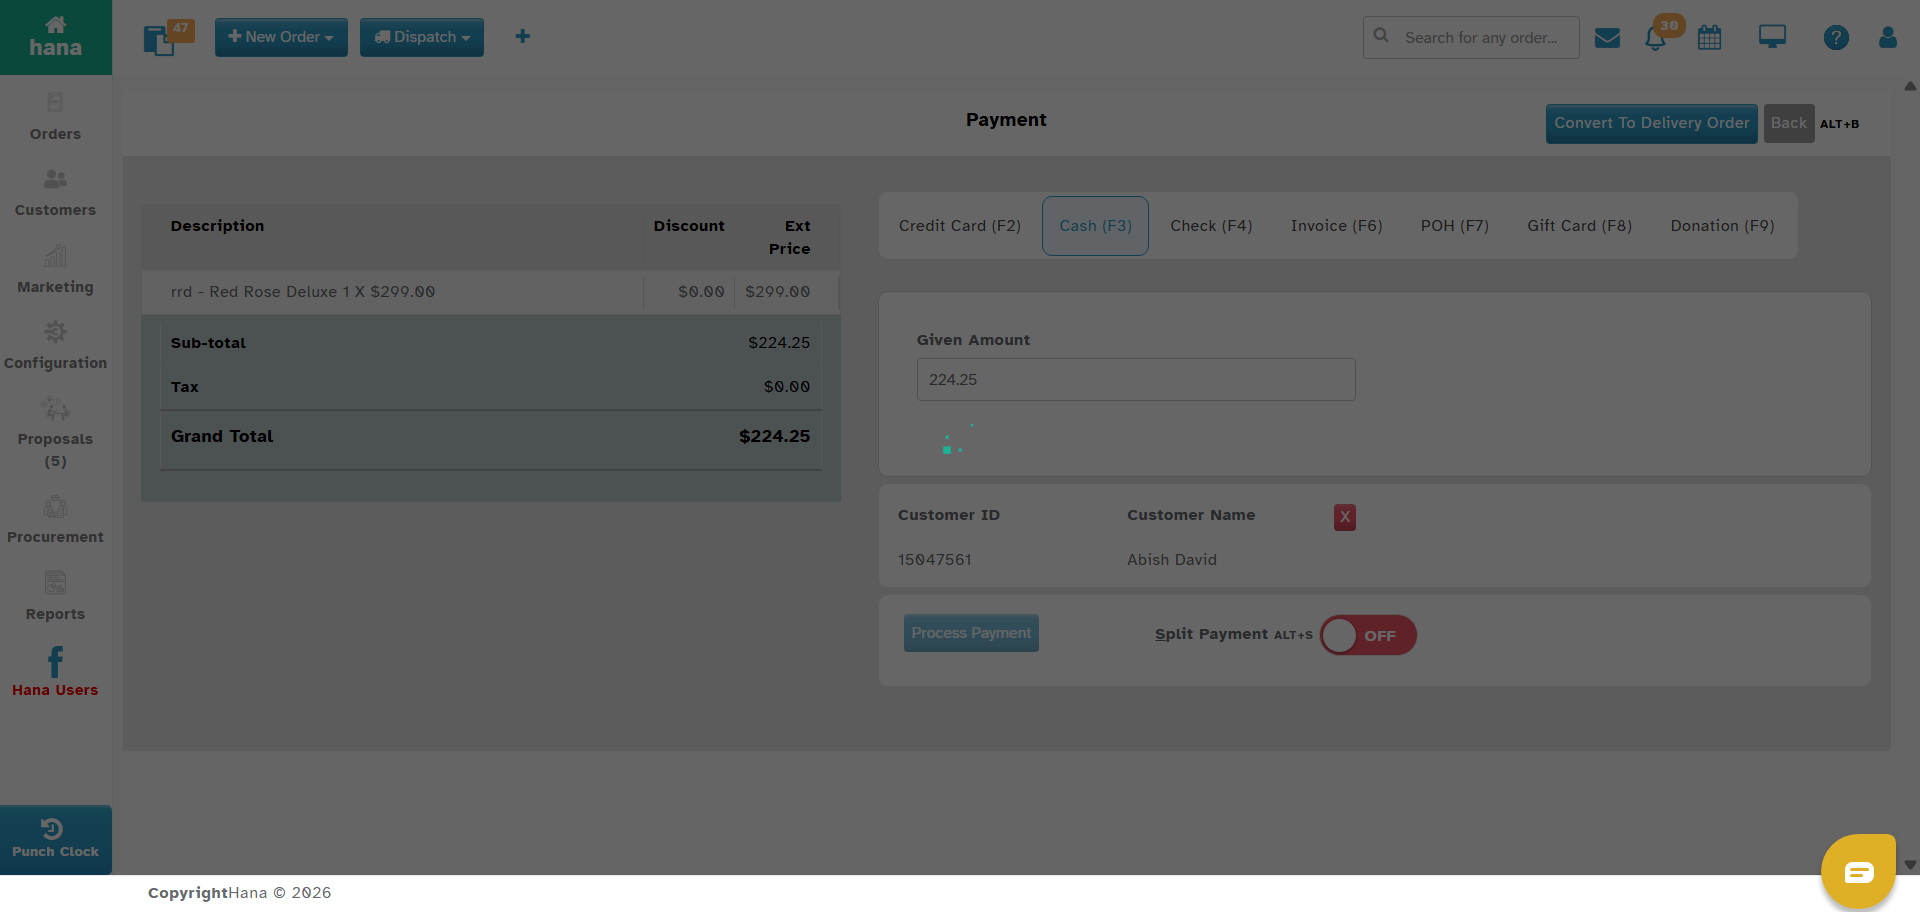 hana
47
New Order
Dispatch
Search for any order...
30
Orders
Customers
Marketing
Configuration
Proposals
(5)
Procurement
Reports
Hana Users
Punch Clock
Payment
Convert To Delivery Order
Back
ALT+B
Description
Discount
Ext
Price
rrd - Red Rose Deluxe 1 X $299.00
$0.00
$299.00
Sub-total
$224.25
Tax
$0.00
Grand Total
$224.25
Credit Card (F2)
Cash (F3)
Check (F4)
Invoice (F6)
POH (F7)
Gift Card (F8)
Donation (F9)
Given Amount
224.25
Customer ID
Customer Name
X
15047561
Abish David
Process Payment
Split Payment ALT+S
OFF
CopyrightHana © 2026